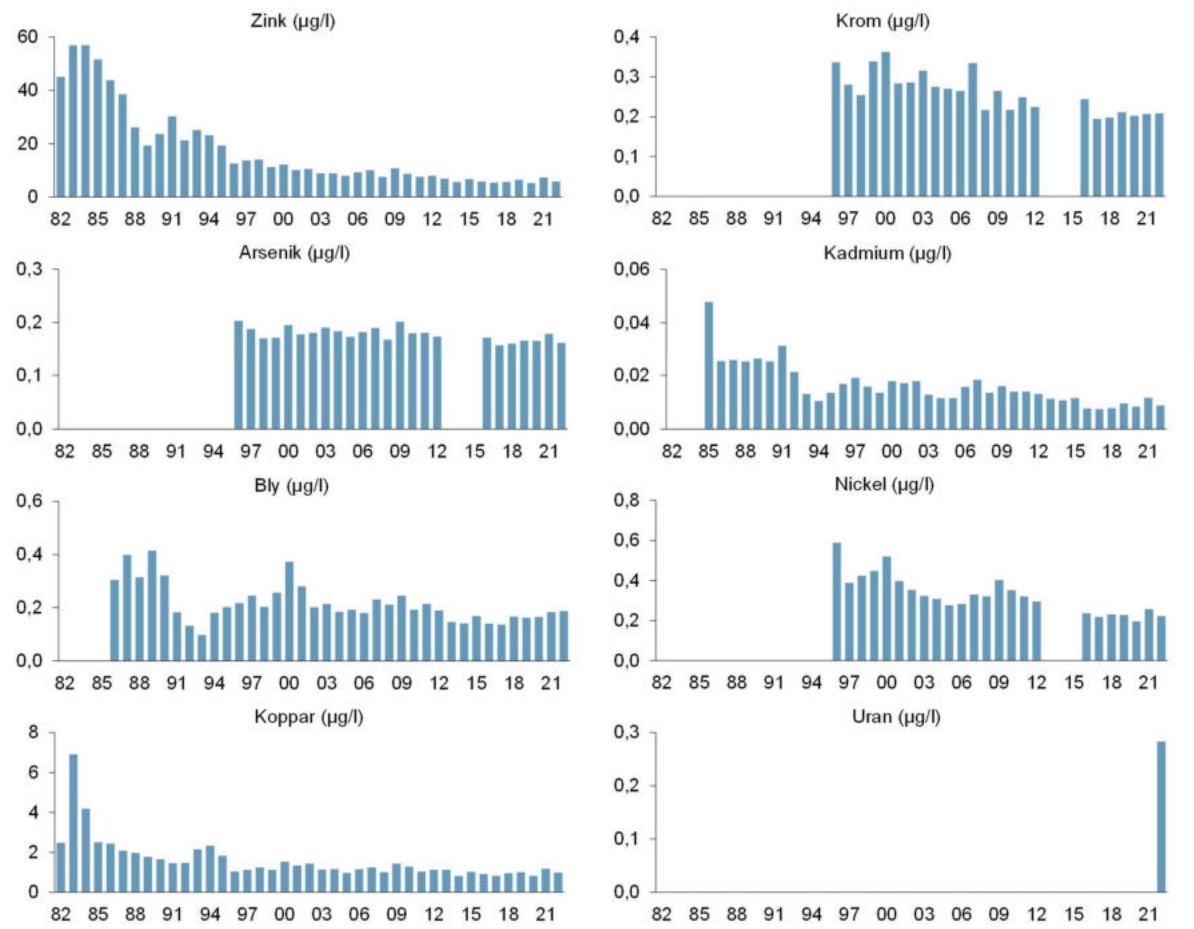 Zink (µg/l)
60
40
20
0
82 85 88 91 94 97 00 03 06 09 12 15 18 21
Krom (µg/l)
0,4
0,3
0,2
0,1
0,0
82 85 88 91 94 97 00 03 06 09 12 15 18 21
Arsenik (µg/l)
0,3
0,2
0,1
0,0
82 85 88 91 94 97 00 03 06 09 12 15 18 21
Kadmium (µg/l)
0,06
0,04
0,02
0,00
82 85 88 91 94 97 00 03 06 09 12 15 18 21
Bly (µg/l)
0,6
0,4
0,2
0,0
82 85 88 91 94 97 00 03 06 09 12 15 18 21
Nickel (µg/l)
0,8
0,6
0,4
0,2
0,0
82 85 88 91 94 97 00 03 06 09 12 15 18 21
Koppar (µg/l)
8
6
4
2
0
82 85 88 91 94 97 00 03 06 09 12 15 18 21
Uran (µg/l)
0,3
0,2
0,1
0,0
82 85 88 91 94 97 00 03 06 09 12 15 18 21